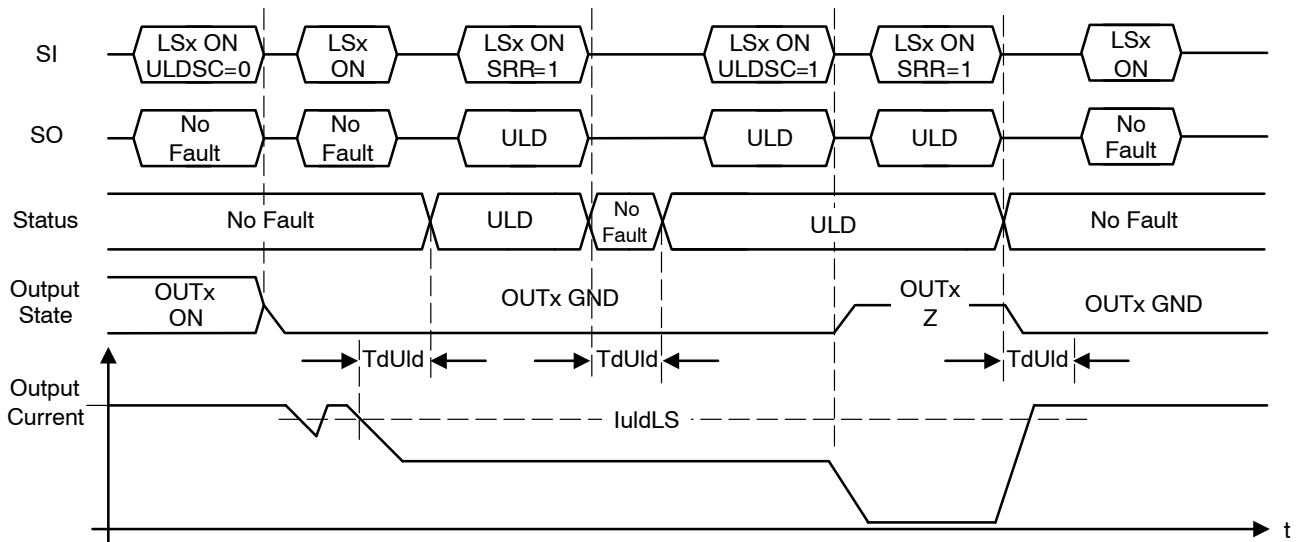 SI
LSx ON
ULDSC=0
LSx
ON
LSx ON
SRR=1
LSx ON
ULDSC=1
LSx ON
SRR=1
LSx
ON
SO
No
Fault
No
Fault
ULD
ULD
ULD
No
Fault
Status
No Fault
ULD
No
Fault
ULD
No Fault
Output
State
OUTx
ON
OUTx GND
OUTx
Z
OUTx GND
TdUld
TdUld
TdUld
Output
Current
IuldLS
t